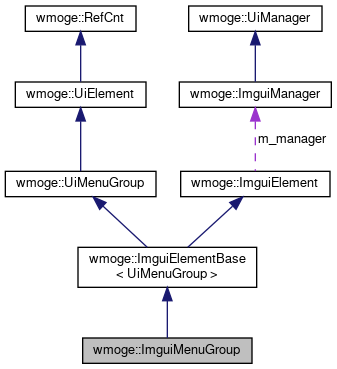 wmoge::RefCnt
wmoge::UiManager
wmoge::UiElement
wmoge::ImguiManager
m_manager
wmoge::UiMenuGroup
wmoge::ImguiElement
wmoge::ImguiElementBase
< UiMenuGroup >
wmoge::ImguiMenuGroup